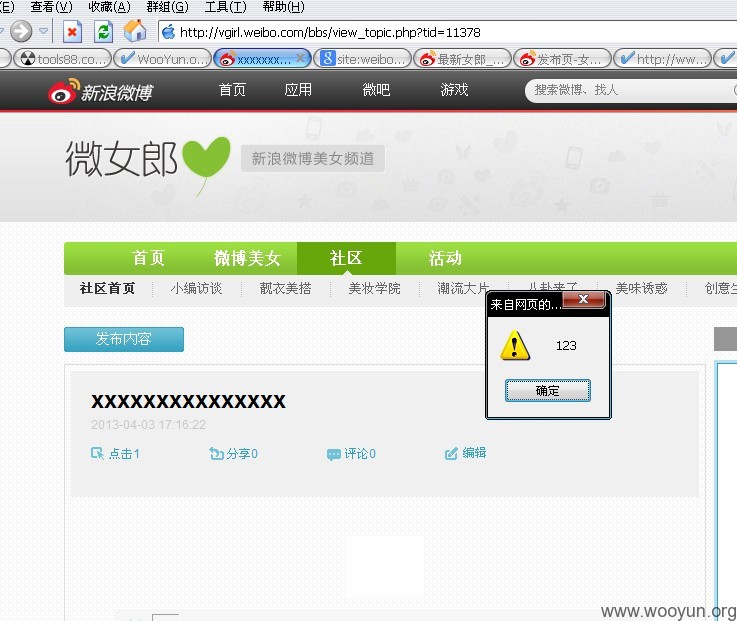 (E) 查看(V) 收藏(A) 群组(G) 工具(T) 帮助(H)
http://vgirl.weibo.com/bbs/view_topic.php?tid=11378
tools88.co... WooYun.o... xxxxxxx... site:weibo... 最新女郎_... 发布页-女... http://ww...
新浪微博 首页 应用 微吧 游戏 搜索微博、找人
微女郎 新浪微博美女频道
首页 微博美女 社区 活动
社区首页 小编访谈 靓衣美搭 美妆学院 潮流大片 八卦来了 美味诱惑 创意生
来自网页的...
发布内容
123
确定
xxxxxxxxxxxxxxx
2013-04-03 17:16:22
点击1 分享0 评论0 编辑
www.wooyun.org